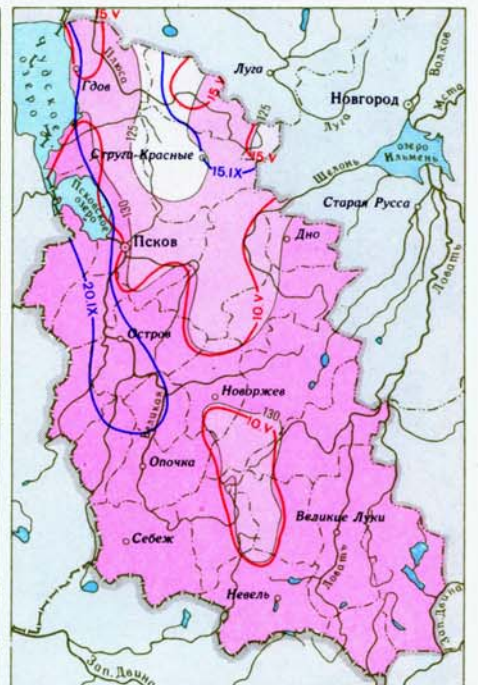 15.V
Чудское
озеро
Плюсса
Гдов
Луга
Волхов
Новгород
Мста
15.V
125
Луга
125
15.V
Струги-Красные
15.IX
озеро
Ильмень
Шелонь
Псковское
озеро
130
Старая Русса
Псков
Дно
Ловать
20.IX
10.V
Остров
Новоржев
Великая
130
10.V
Опочка
Великие Луки
Себеж
Ловать
Невель
Зап. Двина
Зап. Двина